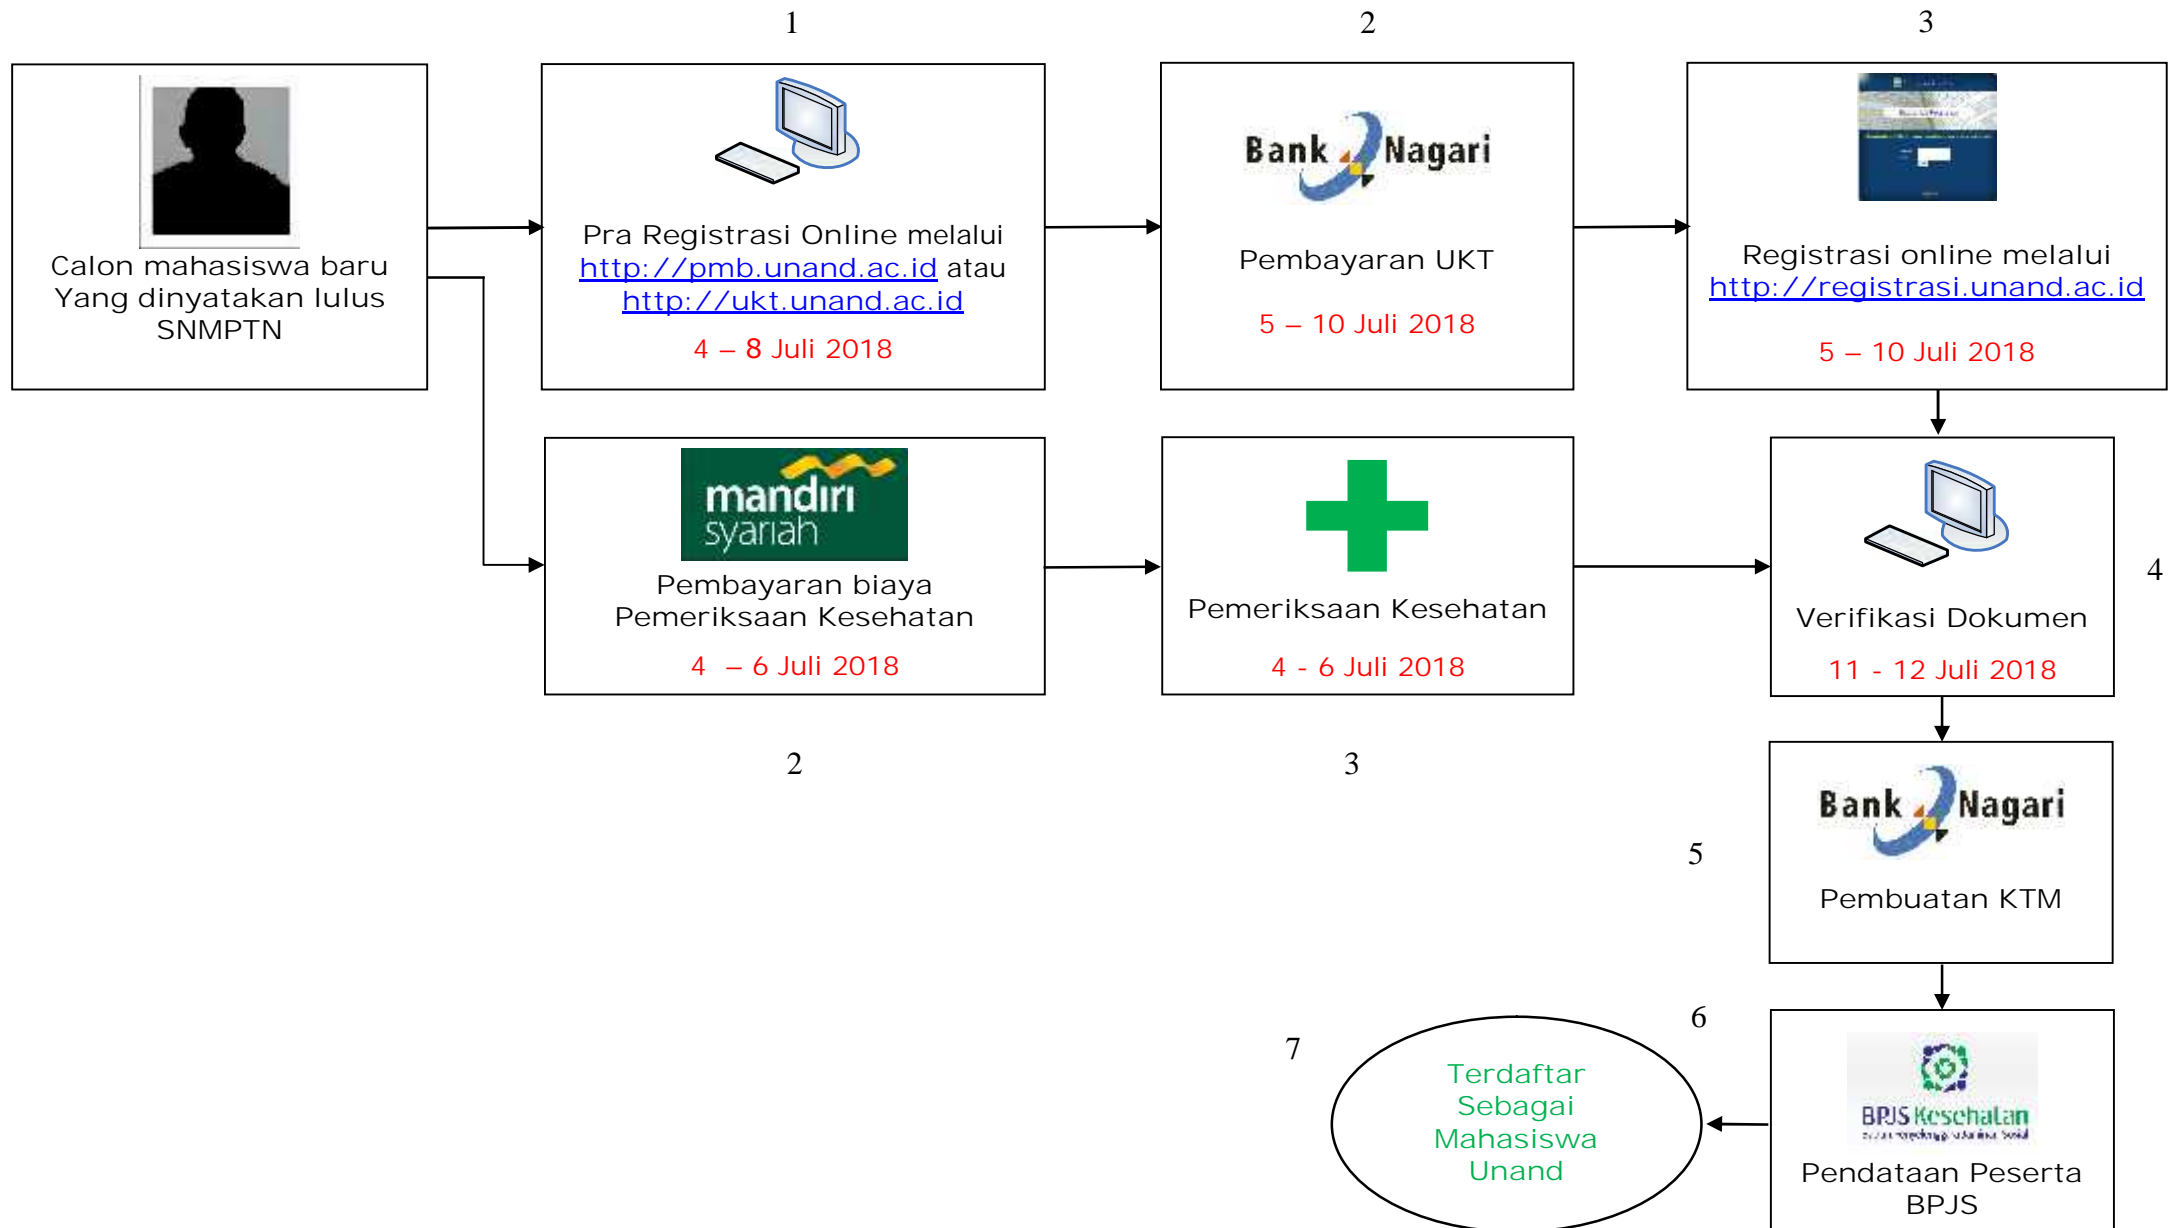 1
2
3
Calon mahasiswa baru
Yang dinyatakan lulus
SNMPTN
Pra Registrasi Online melalui
http://pmb.unand.ac.id atau
http://ukt.unand.ac.id
4 – 8 Juli 2018
Bank Nagari
Pembayaran UKT
5 – 10 Juli 2018
Registrasi online melalui
http://registrasi.unand.ac.id
5 – 10 Juli 2018
mandiri
syariah
Pembayaran biaya
Pemeriksaan Kesehatan
4 – 6 Juli 2018
2
Pemeriksaan Kesehatan
4 - 6 Juli 2018
3
Verifikasi Dokumen
11 - 12 Juli 2018
4
5
Bank Nagari
Pembuatan KTM
6
BPJS Kesehatan
Pendataan Peserta
BPJS
7
Terdaftar
Sebagai
Mahasiswa
Unand